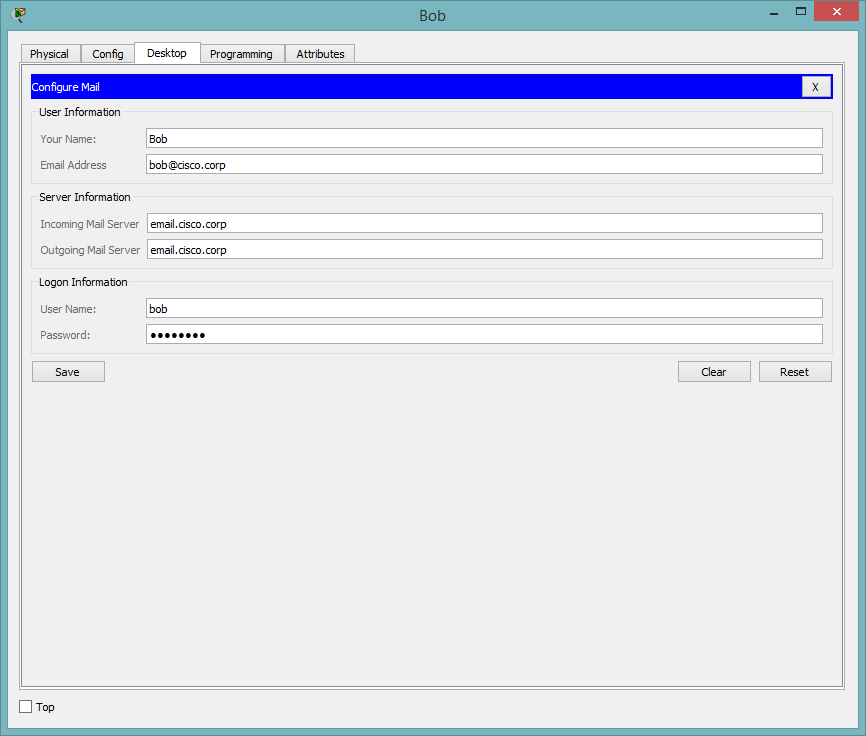 Bob
Physical Config Desktop Programming Attributes
Configure Mail X
User Information
Your Name: Bob
Email Address bob@cisco.corp
Server Information
Incoming Mail Server email.cisco.corp
Outgoing Mail Server email.cisco.corp
Logon Information
User Name: bob
Password: ●●●●●●●●
Save Clear Reset
Top